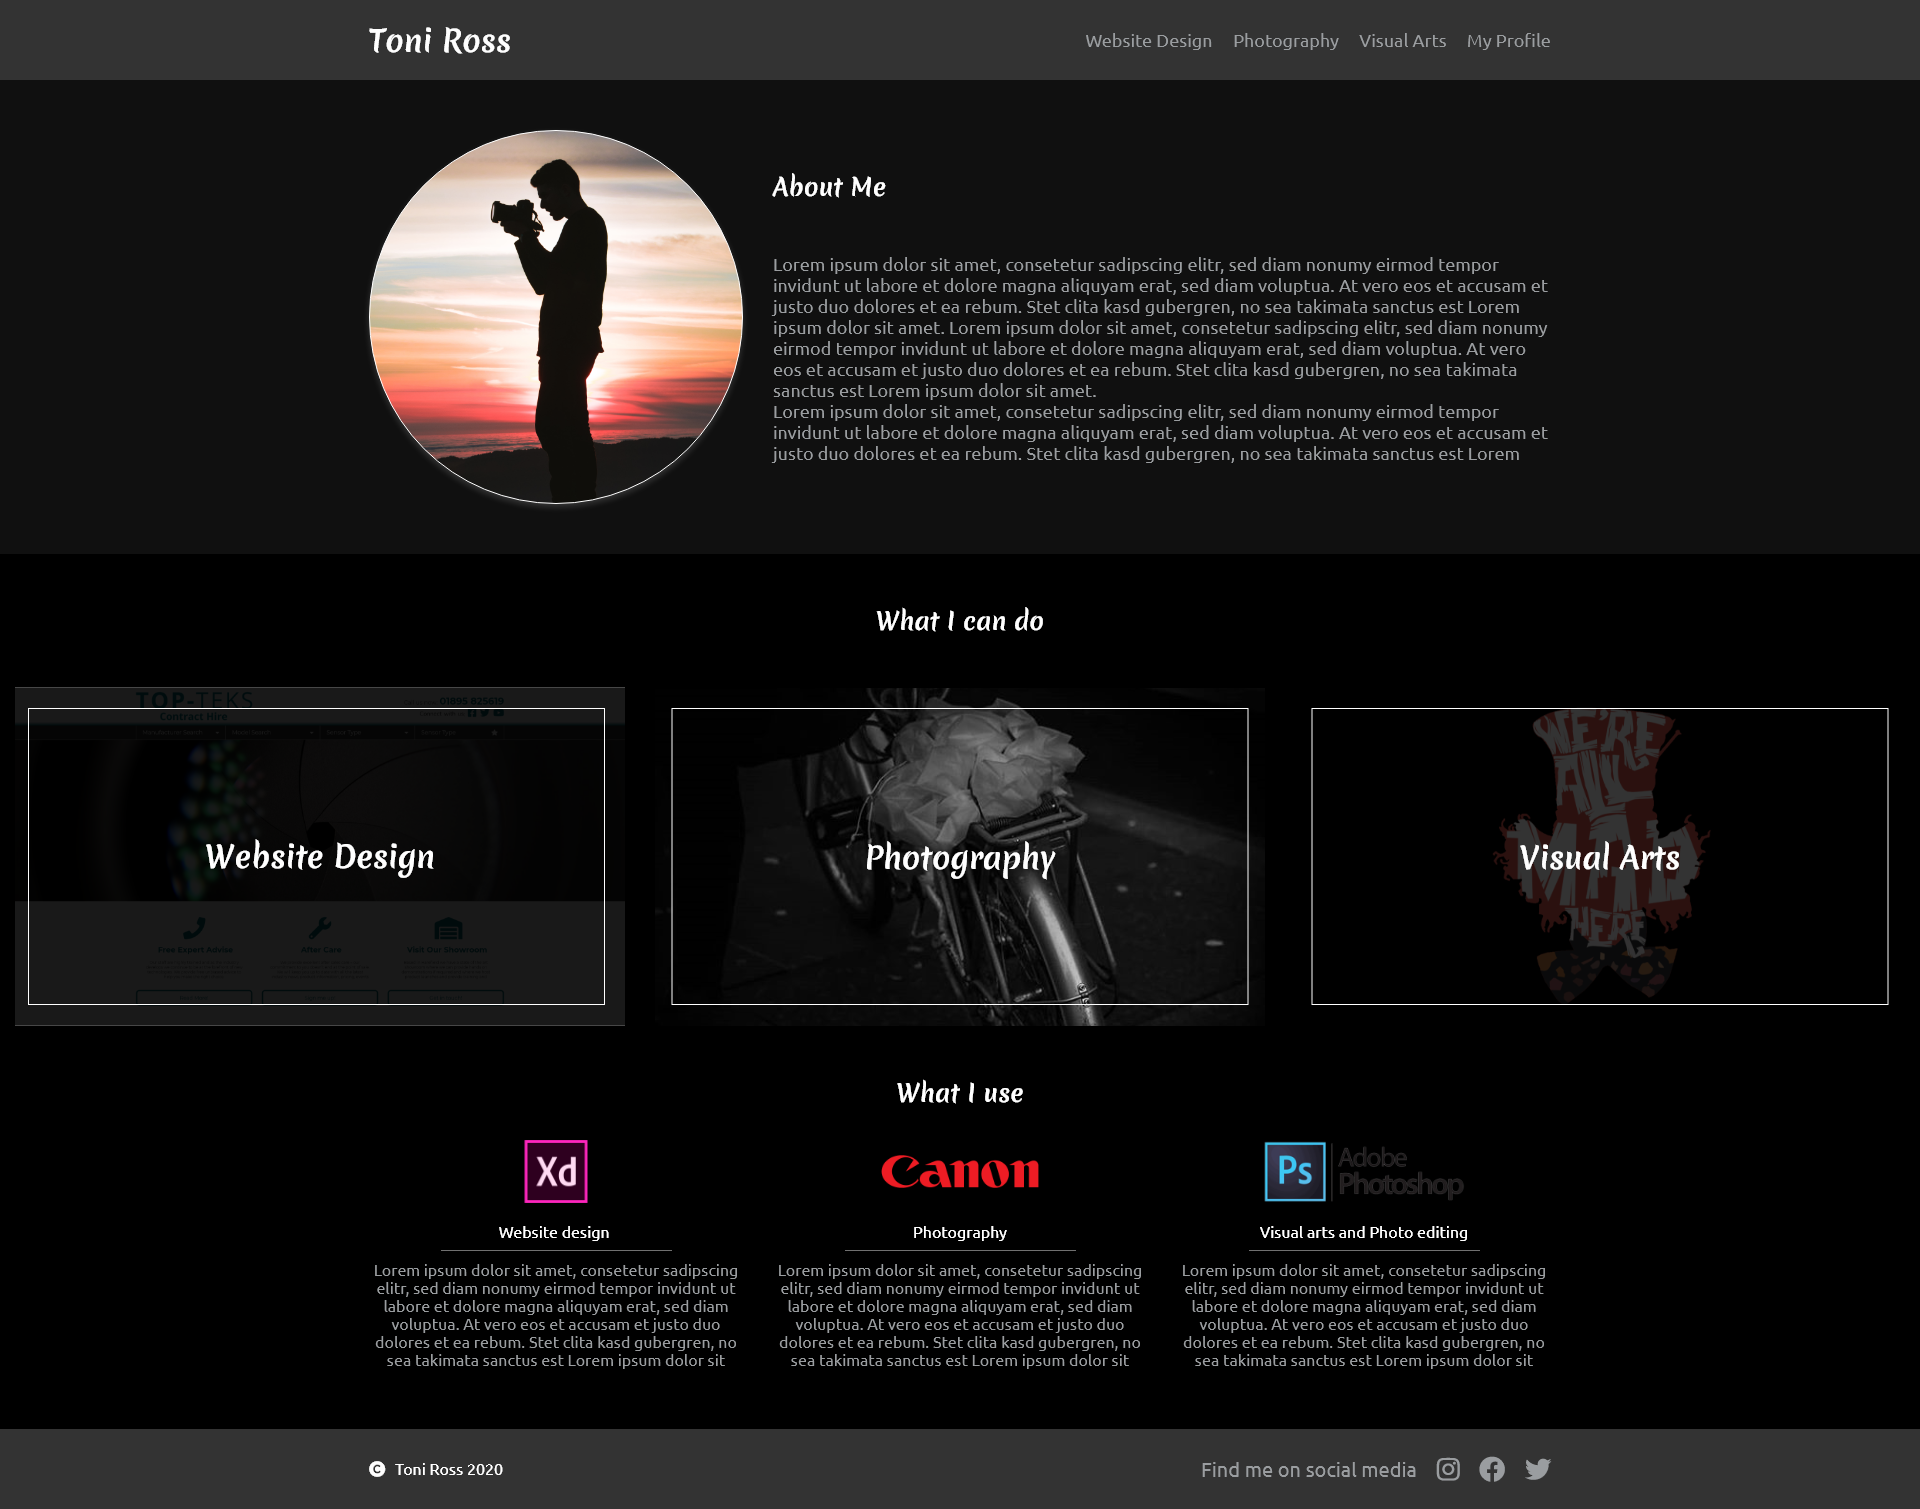 Toni Ross
Website Design Photography Visual Arts My Profile
About Me
Lorem ipsum dolor sit amet, consetetur sadipscing elitr, sed diam nonumy eirmod tempor
invidunt ut labore et dolore magna aliquyam erat, sed diam voluptua. At vero eos et accusam et
justo duo dolores et ea rebum. Stet clita kasd gubergren, no sea takimata sanctus est Lorem
ipsum dolor sit amet. Lorem ipsum dolor sit amet, consetetur sadipscing elitr, sed diam nonumy
eirmod tempor invidunt ut labore et dolore magna aliquyam erat, sed diam voluptua. At vero
eos et accusam et justo duo dolores et ea rebum. Stet clita kasd gubergren, no sea takimata
sanctus est Lorem ipsum dolor sit amet.
Lorem ipsum dolor sit amet, consetetur sadipscing elitr, sed diam nonumy eirmod tempor
invidunt ut labore et dolore magna aliquyam erat, sed diam voluptua. At vero eos et accusam et
justo duo dolores et ea rebum. Stet clita kasd gubergren, no sea takimata sanctus est Lorem
What I can do
TOP-TEKS
Contract Hire
01895 825619
Website Design
Free Expert Advise
After Care
Visit Our Showroom
Photography
WE'RE
ALL
MAD
HERE
Visual Arts
What I use
Xd
Canon
Ps
Adobe
Photoshop
Website design
Lorem ipsum dolor sit amet, consetetur sadipscing
elitr, sed diam nonumy eirmod tempor invidunt ut
labore et dolore magna aliquyam erat, sed diam
voluptua. At vero eos et accusam et justo duo
dolores et ea rebum. Stet clita kasd gubergren, no
sea takimata sanctus est Lorem ipsum dolor sit
Photography
Lorem ipsum dolor sit amet, consetetur sadipscing
elitr, sed diam nonumy eirmod tempor invidunt ut
labore et dolore magna aliquyam erat, sed diam
voluptua. At vero eos et accusam et justo duo
dolores et ea rebum. Stet clita kasd gubergren, no
sea takimata sanctus est Lorem ipsum dolor sit
Visual arts and Photo editing
Lorem ipsum dolor sit amet, consetetur sadipscing
elitr, sed diam nonumy eirmod tempor invidunt ut
labore et dolore magna aliquyam erat, sed diam
voluptua. At vero eos et accusam et justo duo
dolores et ea rebum. Stet clita kasd gubergren, no
sea takimata sanctus est Lorem ipsum dolor sit
© Toni Ross 2020
Find me on social media